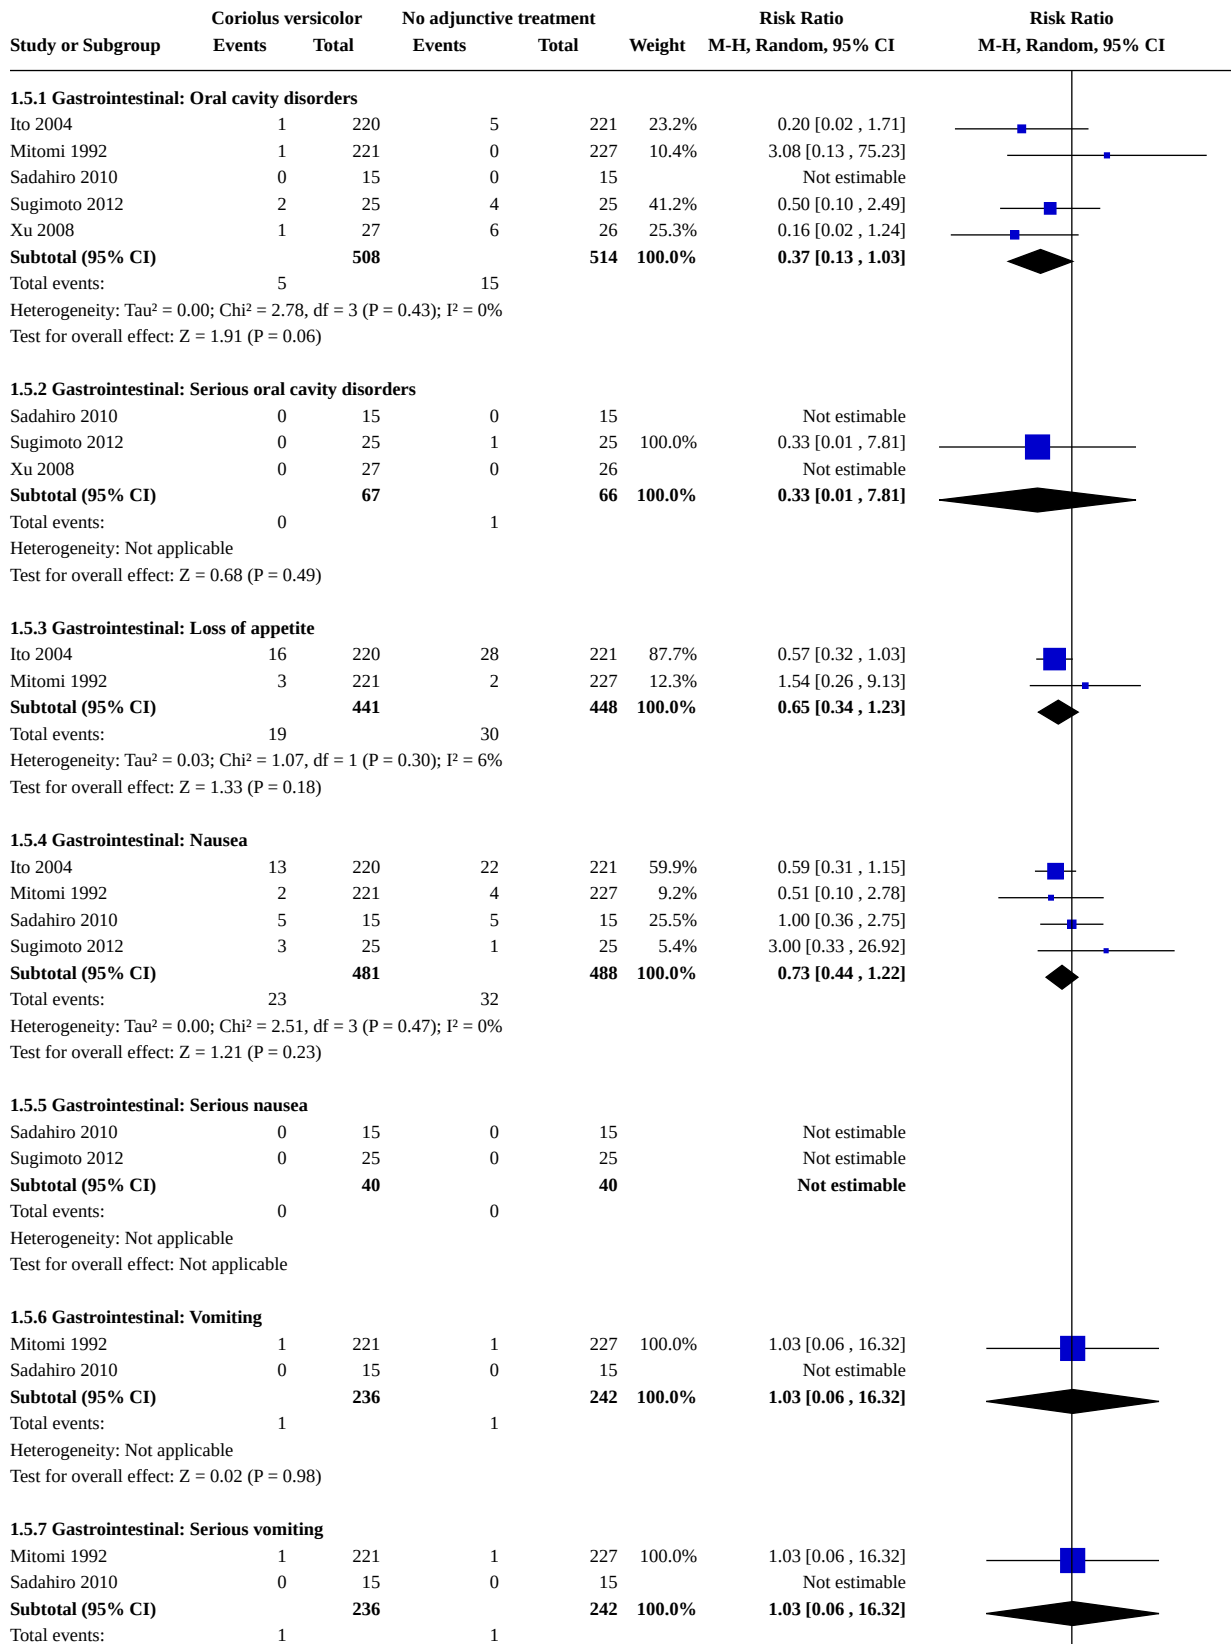 Coriolus versicolor No adjunctive treatment Risk Ratio Risk Ratio
Study or Subgroup Events Total Events Total Weight M-H, Random, 95% CI M-H, Random, 95% CI
1.5.1 Gastrointestinal: Oral cavity disorders
Ito 2004 1 220 5 221 23.2% 0.20 [0.02 , 1.71]
Mitomi 1992 1 221 0 227 10.4% 3.08 [0.13 , 75.23]
Sadahiro 2010 0 15 0 15 Not estimable
Sugimoto 2012 2 25 4 25 41.2% 0.50 [0.10 , 2.49]
Xu 2008 1 27 6 26 25.3% 0.16 [0.02 , 1.24]
Subtotal (95% CI) 508 514 100.0% 0.37 [0.13 , 1.03]
Total events: 5 15
Heterogeneity: Tau² = 0.00; Chi² = 2.78, df = 3 (P = 0.43); I² = 0%
Test for overall effect: Z = 1.91 (P = 0.06)
1.5.2 Gastrointestinal: Serious oral cavity disorders
Sadahiro 2010 0 15 0 15 Not estimable
Sugimoto 2012 0 25 1 25 100.0% 0.33 [0.01 , 7.81]
Xu 2008 0 27 0 26 Not estimable
Subtotal (95% CI) 67 66 100.0% 0.33 [0.01 , 7.81]
Total events: 0 1
Heterogeneity: Not applicable
Test for overall effect: Z = 0.68 (P = 0.49)
1.5.3 Gastrointestinal: Loss of appetite
Ito 2004 16 220 28 221 87.7% 0.57 [0.32 , 1.03]
Mitomi 1992 3 221 2 227 12.3% 1.54 [0.26 , 9.13]
Subtotal (95% CI) 441 448 100.0% 0.65 [0.34 , 1.23]
Total events: 19 30
Heterogeneity: Tau² = 0.03; Chi² = 1.07, df = 1 (P = 0.30); I² = 6%
Test for overall effect: Z = 1.33 (P = 0.18)
1.5.4 Gastrointestinal: Nausea
Ito 2004 13 220 22 221 59.9% 0.59 [0.31 , 1.15]
Mitomi 1992 2 221 4 227 9.2% 0.51 [0.10 , 2.78]
Sadahiro 2010 5 15 5 15 25.5% 1.00 [0.36 , 2.75]
Sugimoto 2012 3 25 1 25 5.4% 3.00 [0.33 , 26.92]
Subtotal (95% CI) 481 488 100.0% 0.73 [0.44 , 1.22]
Total events: 23 32
Heterogeneity: Tau² = 0.00; Chi² = 2.51, df = 3 (P = 0.47); I² = 0%
Test for overall effect: Z = 1.21 (P = 0.23)
1.5.5 Gastrointestinal: Serious nausea
Sadahiro 2010 0 15 0 15 Not estimable
Sugimoto 2012 0 25 0 25 Not estimable
Subtotal (95% CI) 40 40 Not estimable
Total events: 0 0
Heterogeneity: Not applicable
Test for overall effect: Not applicable
1.5.6 Gastrointestinal: Vomiting
Mitomi 1992 1 221 1 227 100.0% 1.03 [0.06 , 16.32]
Sadahiro 2010 0 15 0 15 Not estimable
Subtotal (95% CI) 236 242 100.0% 1.03 [0.06 , 16.32]
Total events: 1 1
Heterogeneity: Not applicable
Test for overall effect: Z = 0.02 (P = 0.98)
1.5.7 Gastrointestinal: Serious vomiting
Mitomi 1992 1 221 1 227 100.0% 1.03 [0.06 , 16.32]
Sadahiro 2010 0 15 0 15 Not estimable
Subtotal (95% CI) 236 242 100.0% 1.03 [0.06 , 16.32]
Total events: 1 1